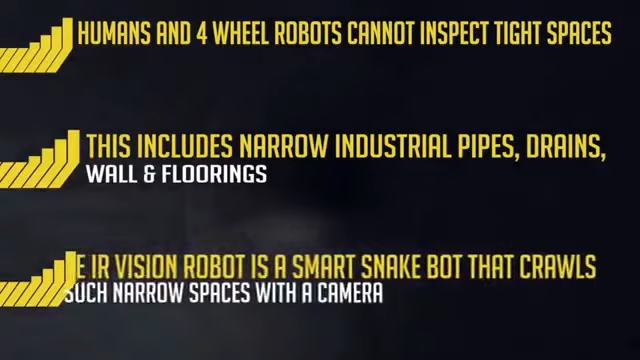 HUMANS AND 4 WHEEL ROBOTS CANNOT INSPECT TIGHT SPACES
THIS INCLUDES NARROW INDUSTRIAL PIPES, DRAINS,
WALL & FLOORINGS
E IR VISION ROBOT IS A SMART SNAKE BOT THAT CRAWLS
SUCH NARROW SPACES WITH A CAMERA